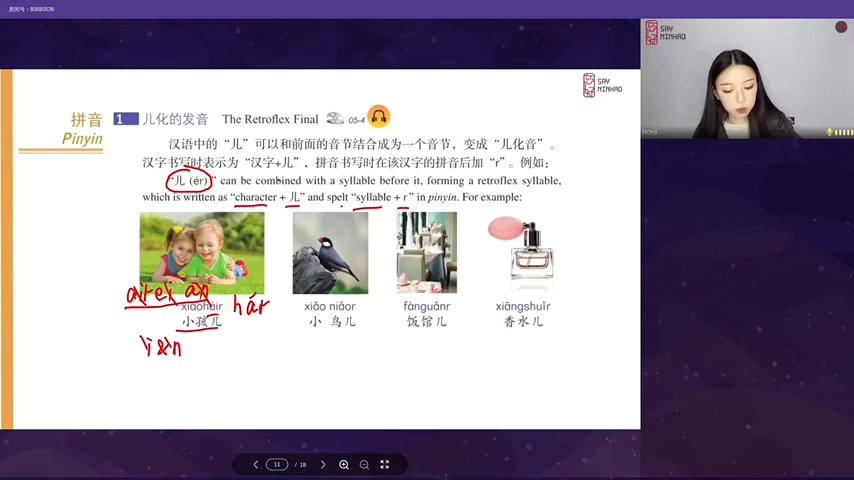 房间号：80680536
SAY
NINHAO
SAY
NINHAO
拼音
Pinyin
1 儿化的发音 The Retroflex Final 05-4
汉语中的“儿”可以和前面的音节结合成为一个音节，变成“儿化音”。
汉字书写时表示为“汉字+儿”，拼音书写时在该汉字的拼音后加“r”。例如：
“儿 (ér)” can be combined with a syllable before it, forming a retroflex syllable,
which is written as “character + 儿” and spelt “syllable + r” in pinyin. For example:
xiǎoháir
小孩儿
xiǎo niǎor
小 鸟儿
fànguǎnr
饭馆儿
xiāngshuǐr
香水儿
hár
11 / 18
RONI